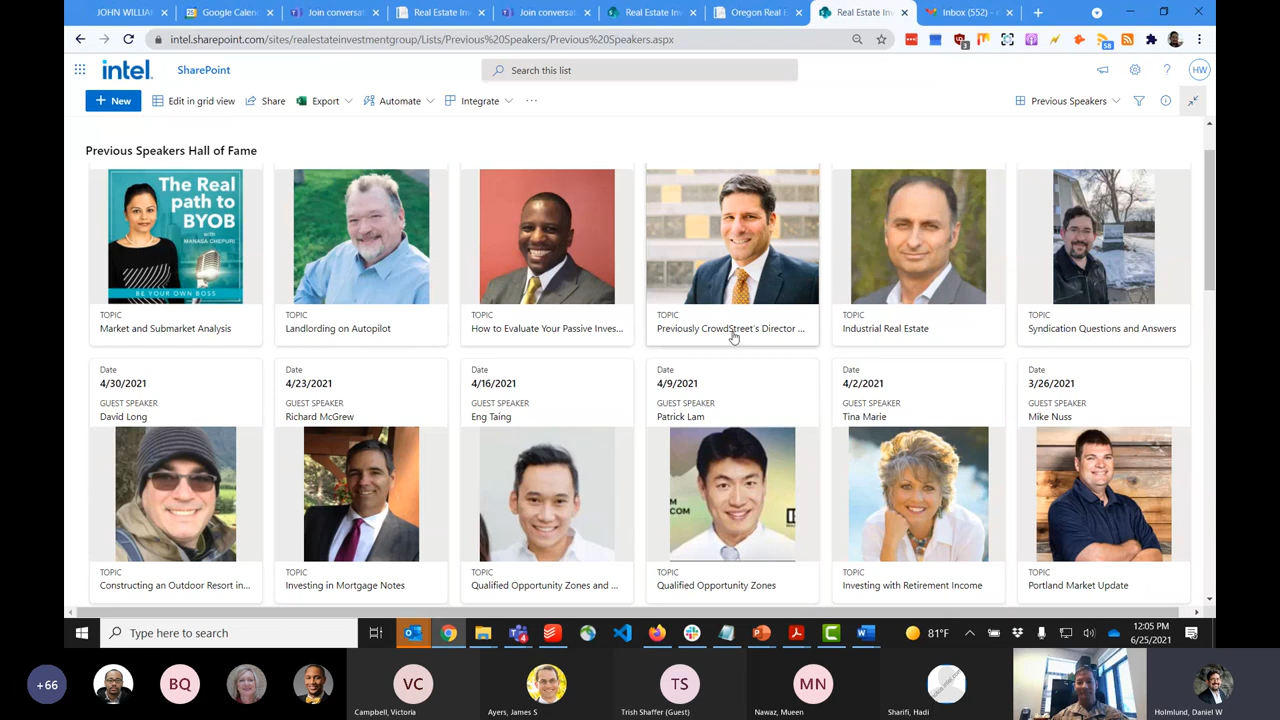 JOHN WILLIA
Google Calen
Join conversat
Real Estate Inv
Join conversat
Real Estate Inv
Oregon Real E
Real Estate Inv
Inbox (552) -
intel.sharepoint.com/sites/realestateinvestmentgroup/Lists/Previous%20Speakers/Previous%20Speakers.aspx
3
58
intel.
SharePoint
Search this list
HW
New
Edit in grid view
Share
Export
Automate
Integrate
Previous Speakers
Previous Speakers Hall of Fame
The Real
path to
BYOB
with
MANASA CHEPURI
BE YOUR OWN BOSS
TOPIC
Market and Submarket Analysis
TOPIC
Landlording on Autopilot
TOPIC
How to Evaluate Your Passive Inves...
TOPIC
Previously CrowdStreet's Director ...
TOPIC
Industrial Real Estate
TOPIC
Syndication Questions and Answers
Date
4/30/2021
GUEST SPEAKER
David Long
TOPIC
Constructing an Outdoor Resort in...
Date
4/23/2021
GUEST SPEAKER
Richard McGrew
TOPIC
Investing in Mortgage Notes
Date
4/16/2021
GUEST SPEAKER
Eng Taing
TOPIC
Qualified Opportunity Zones and ...
Date
4/9/2021
GUEST SPEAKER
Patrick Lam
M
COM
TOPIC
Qualified Opportunity Zones
Date
4/2/2021
GUEST SPEAKER
Tina Marie
TOPIC
Investing with Retirement Income
Date
3/26/2021
GUEST SPEAKER
Mike Nuss
TOPIC
Portland Market Update
Type here to search
81°F
12:05 PM
6/25/2021
+66
BQ
VC
Campbell, Victoria
Ayers, James S
TS
Trish Shaffer (Guest)
MN
Nawaz, Mueen
Sharifi, Hadi
Holmlund, Daniel W